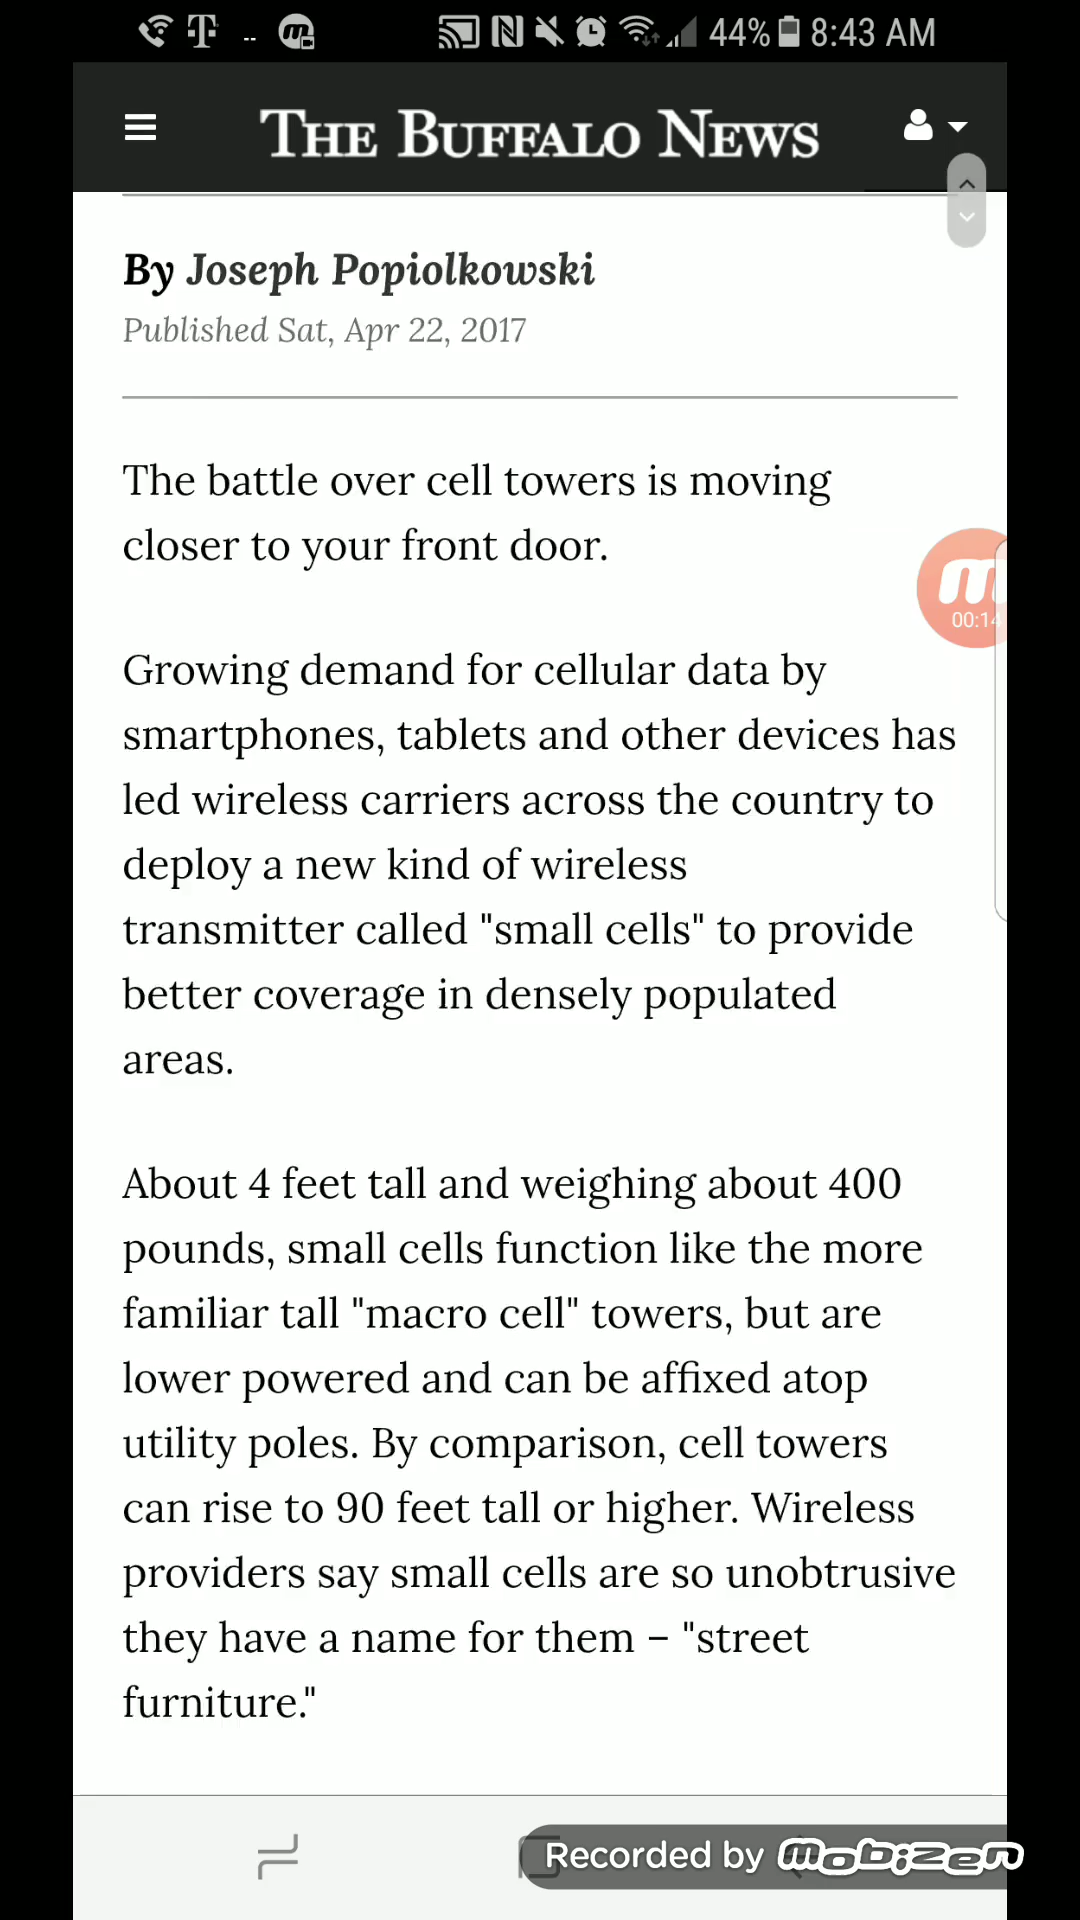 44% 8:43 AM
THE BUFFALO NEWS
By Joseph Popiolkowski
Published Sat, Apr 22, 2017
The battle over cell towers is moving
closer to your front door.
m
00:14
Growing demand for cellular data by
smartphones, tablets and other devices has
led wireless carriers across the country to
deploy a new kind of wireless
transmitter called "small cells" to provide
better coverage in densely populated
areas.
About 4 feet tall and weighing about 400
pounds, small cells function like the more
familiar tall "macro cell" towers, but are
lower powered and can be affixed atop
utility poles. By comparison, cell towers
can rise to 90 feet tall or higher. Wireless
providers say small cells are so unobtrusive
they have a name for them – "street
furniture."
Recorded by mobizen